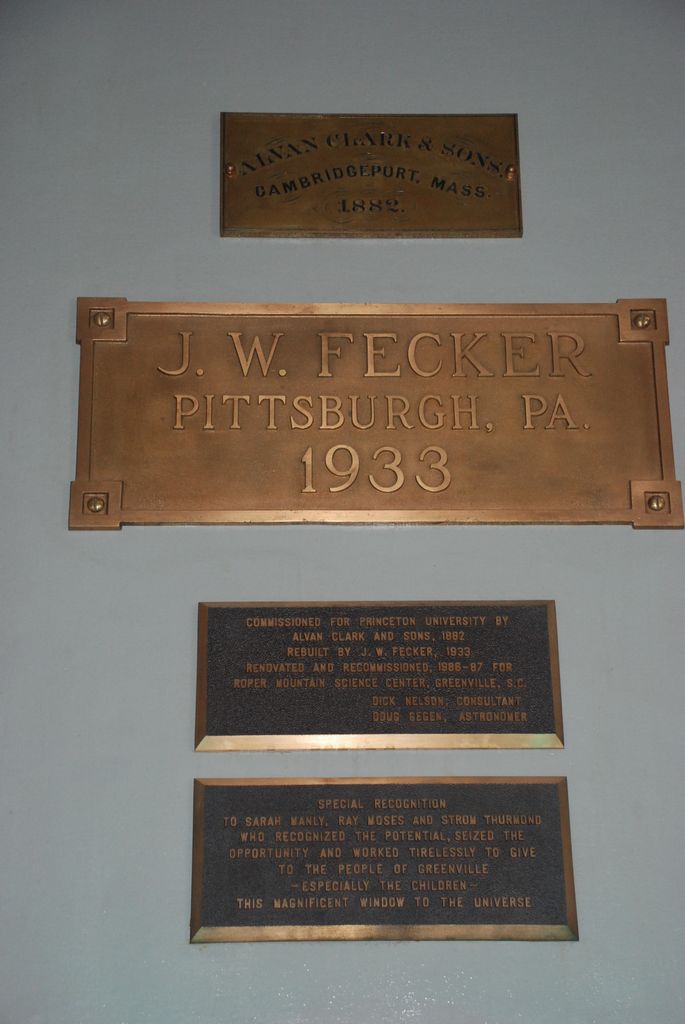 ALVAN CLARK & SONS.
CAMBRIDGEPORT, MASS.
1882.
J. W. FECKER
PITTSBURGH, PA.
1933
COMMISSIONED FOR PRINCETON UNIVERSITY BY
ALVAN CLARK AND SONS, 1882
REBUILT BY J. W. FECKER, 1933
RENOVATED AND RECOMMISSIONED, 1986-87 FOR
ROPER MOUNTAIN SCIENCE CENTER, GREENVILLE, S.C.
DICK NELSON, CONSULTANT
DOUG GEGEN, ASTRONOMER
SPECIAL RECOGNITION
TO SARAH MANLY, RAY MOSES AND STROM THURMOND
WHO RECOGNIZED THE POTENTIAL, SEIZED THE
OPPORTUNITY AND WORKED TIRELESSLY TO GIVE
TO THE PEOPLE OF GREENVILLE
-ESPECIALLY THE CHILDREN-
THIS MAGNIFICENT WINDOW TO THE UNIVERSE